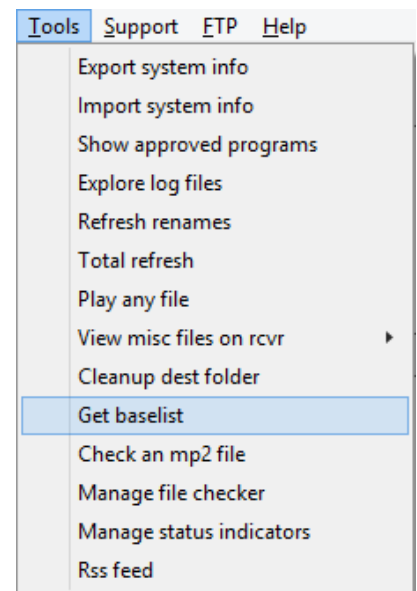 Tools Support FTP Help
Export system info
Import system info
Show approved programs
Explore log files
Refresh renames
Total refresh
Play any file
View misc files on rcvr
Cleanup dest folder
Get baselist
Check an mp2 file
Manage file checker
Manage status indicators
Rss feed